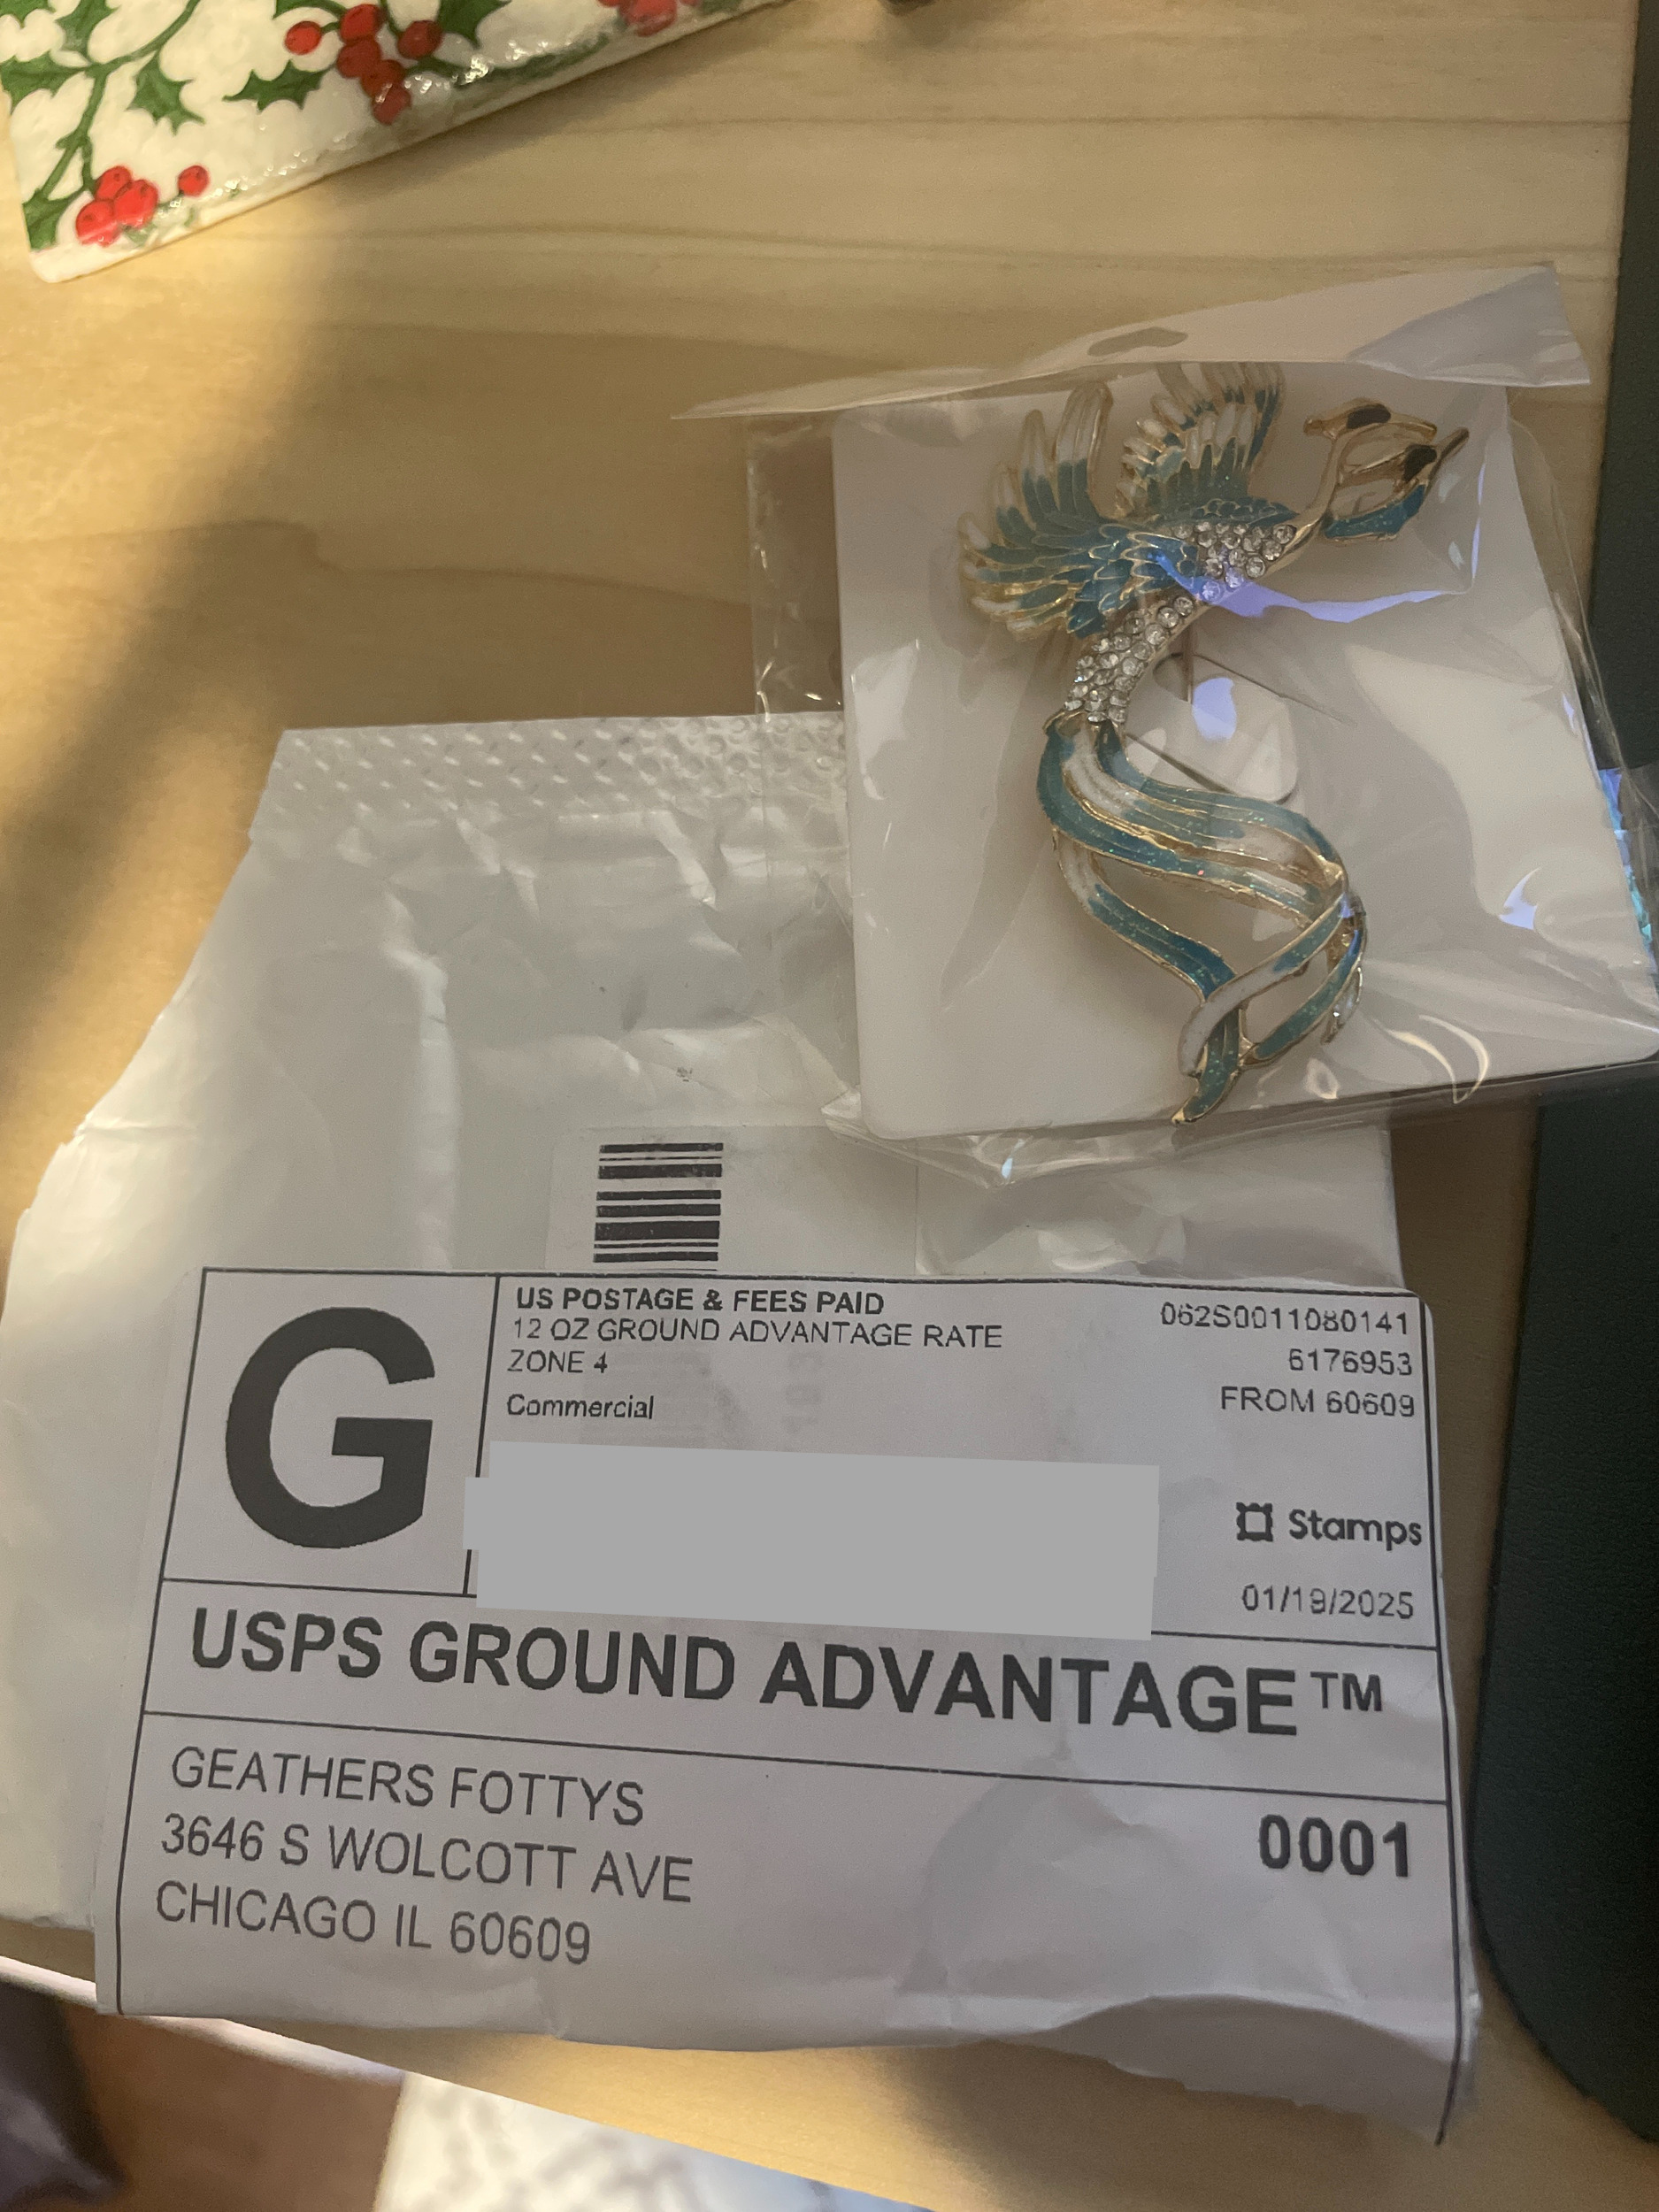 G
US POSTAGE & FEES PAID
12 OZ GROUND ADVANTAGE RATE
ZONE 4
Commercial
062S0011080141
6176953
FROM 60609
Stamps
01/19/2025
USPS GROUND ADVANTAGE™
GEATHERS FOTTYS
3646 S WOLCOTT AVE
CHICAGO IL 60609
0001